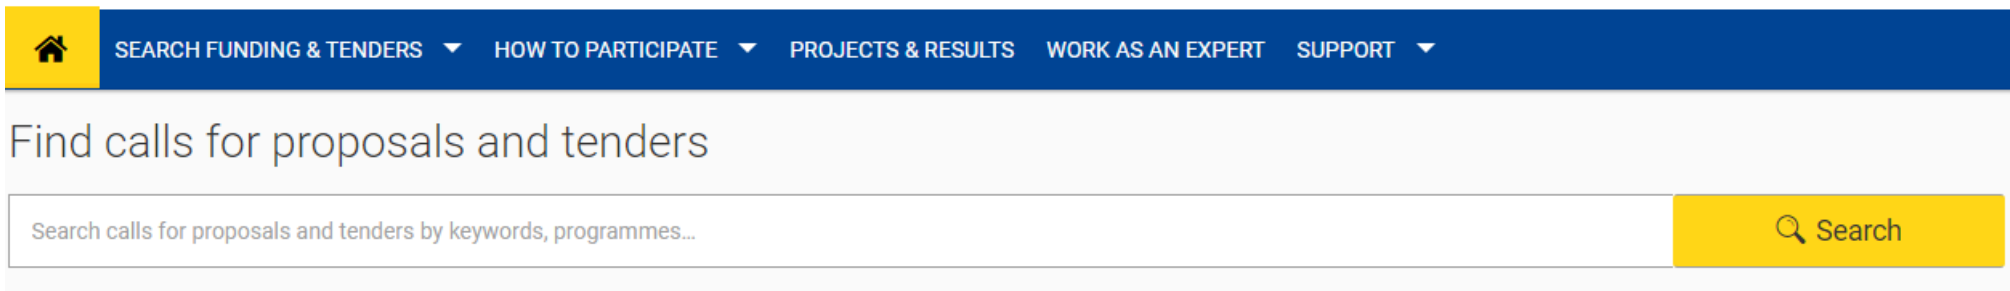 SEARCH FUNDING & TENDERS HOW TO PARTICIPATE PROJECTS & RESULTS WORK AS AN EXPERT SUPPORT
Find calls for proposals and tenders
Search calls for proposals and tenders by keywords, programmes... Search